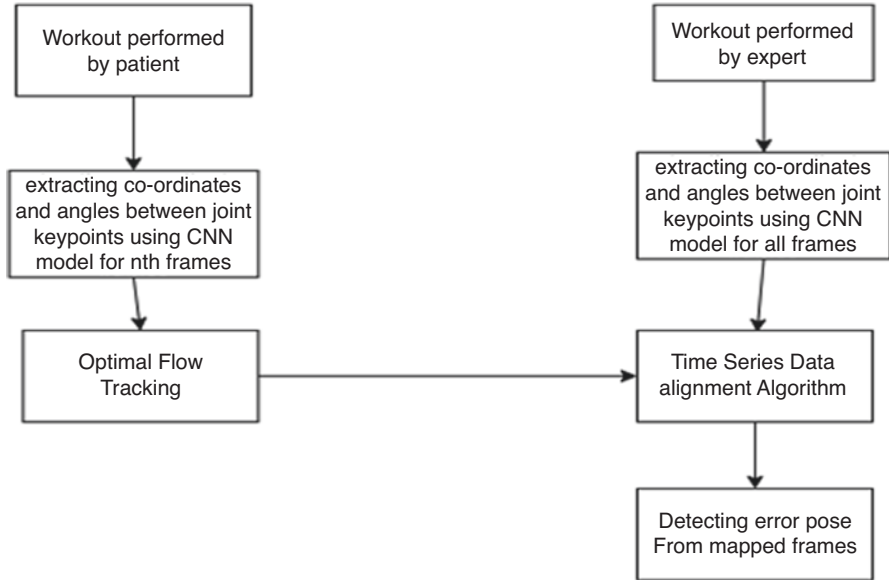 Workout performed
by patient
Workout performed
by expert
extracting co-ordinates
and angles between joint
keypoints using CNN
model for nth frames
extracting co-ordinates
and angles between joint
keypoints using CNN
model for all frames
Optimal Flow
Tracking
Time Series Data
alignment Algorithm
Detecting error pose
From mapped frames